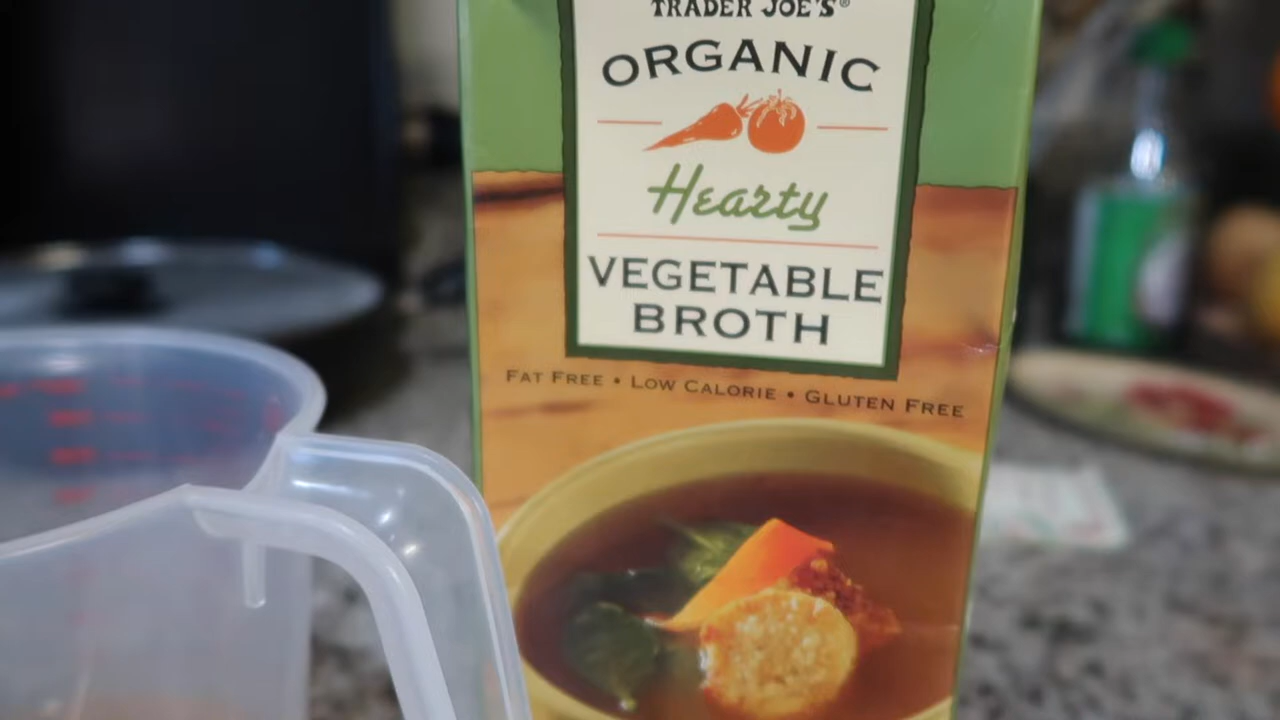 TRADER JOE'S®
ORGANIC
Hearty
VEGETABLE
BROTH
FAT FREE • LOW CALORIE • GLUTEN FREE